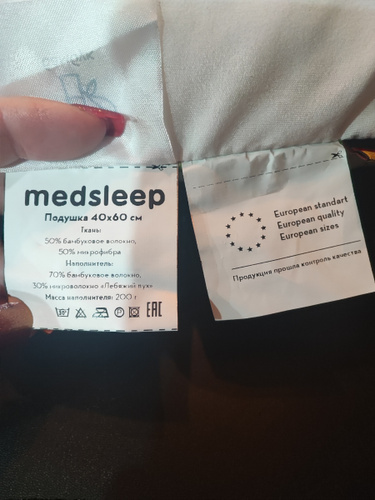 medsleep
Подушка 40x60 см
Ткань:
50% бамбуковое волокно,
50% микрофибра
Наполнитель:
70% бамбуковое волокно,
30% микроволокно «Лебяжий пух»
Масса наполнителя: 200 г
EAC
European standart
European quality
European sizes
Продукция прошла контроль качества